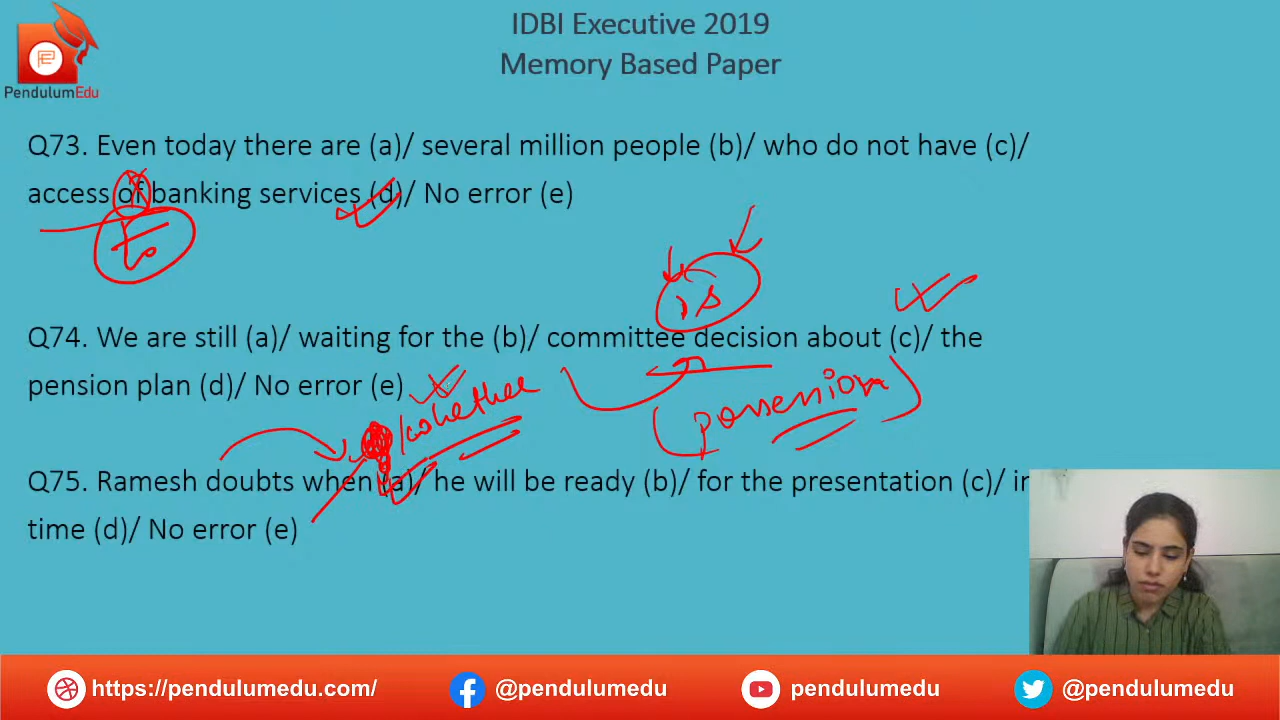 IDBI Executive 2019
Memory Based Paper
PendulumEdu
Q73. Even today there are (a)/ several million people (b)/ who do not have (c)/
access of banking services (d)/ No error (e)
to
is
Q74. We are still (a)/ waiting for the (b)/ committee decision about (c)/ the
pension plan (d)/ No error (e)
/whether
(possession)
Q75. Ramesh doubts when (a)/ he will be ready (b)/ for the presentation (c)/ in
time (d)/ No error (e)
https://pendulumedu.com/ @pendulumedu pendulumedu @pendulumedu